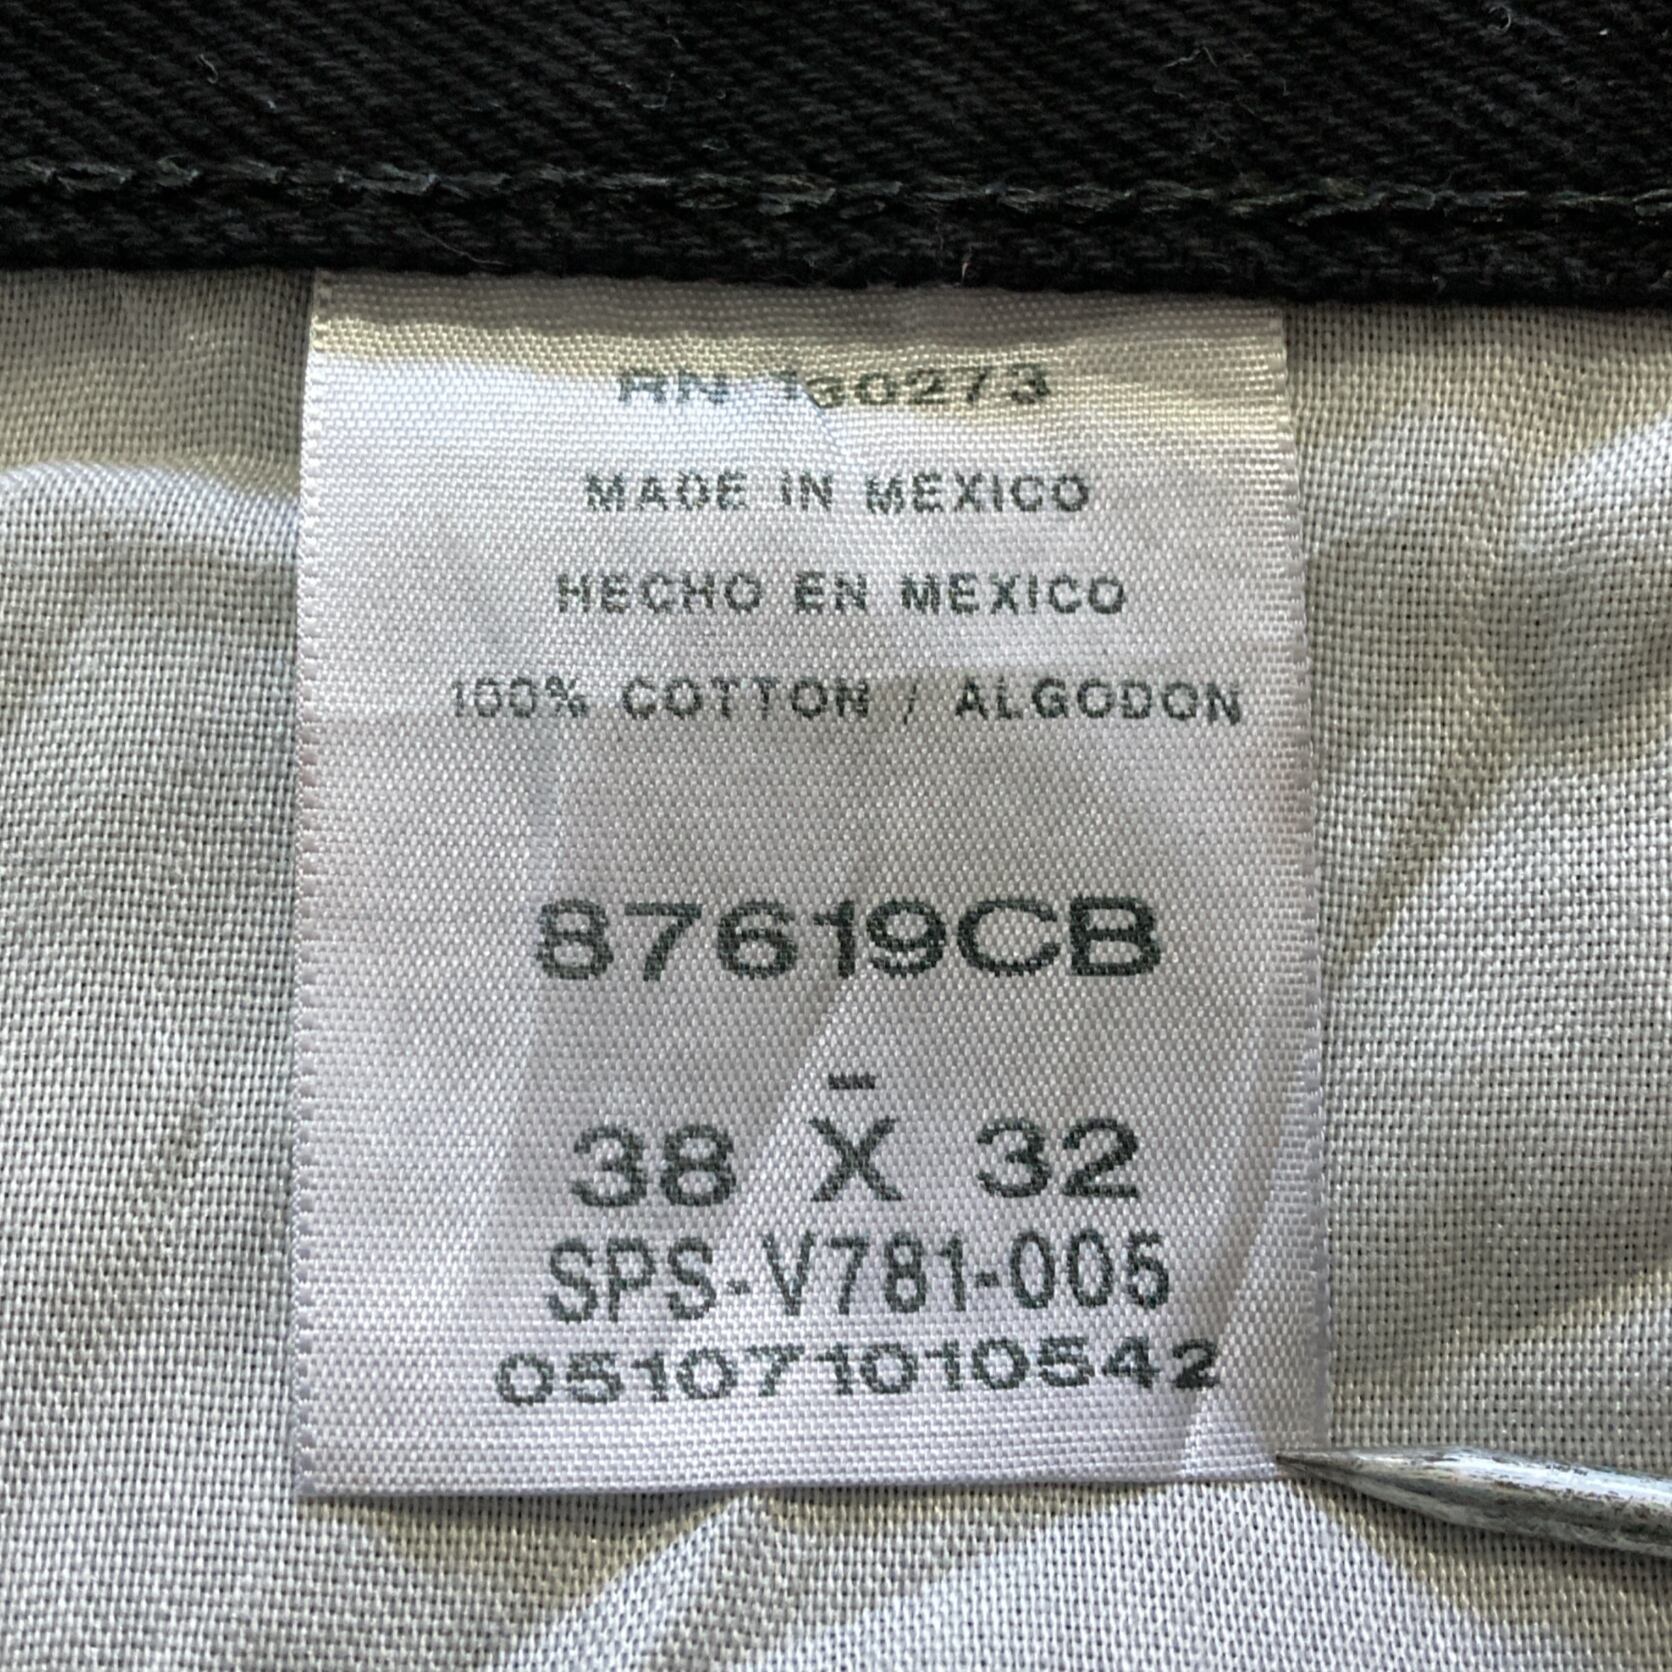 RN 130273
MADE IN MEXICO
HECHO EN MEXICO
100% COTTON / ALGODON
87619CB
-
38 X 32
SPS-V781-005
051071010542